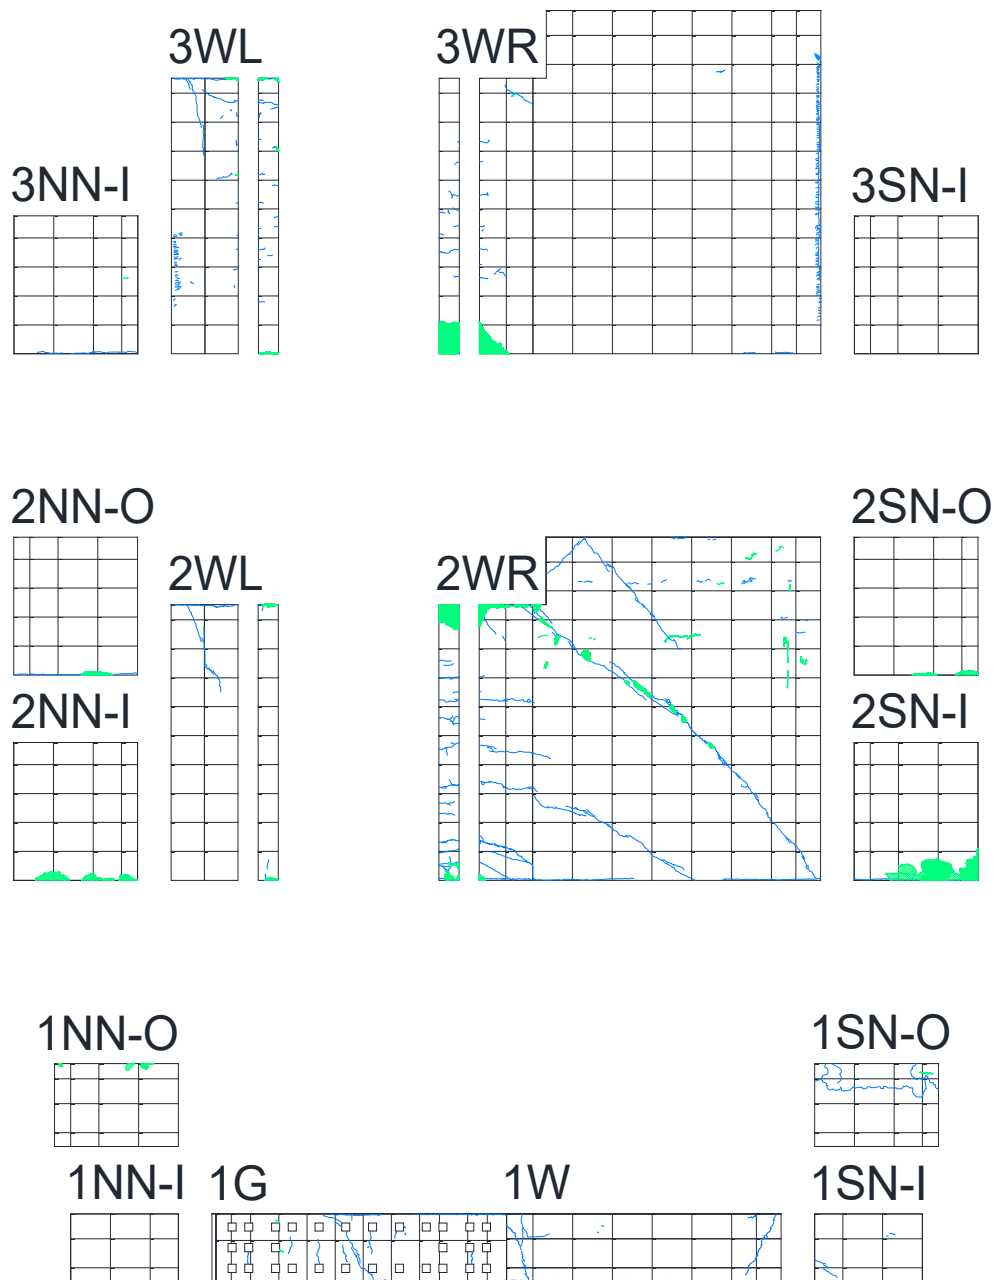 3WL
3WR
3NN-I
3SN-I
2NN-O
2SN-O
2WL
2WR
2NN-I
2SN-I
1NN-O
1SN-O
1NN-I
1G
1W
1SN-I